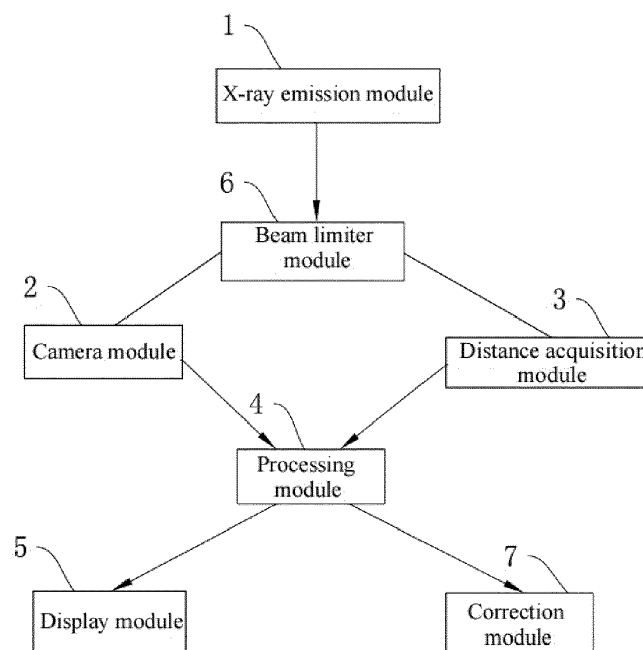 1
X-ray emission module
6
Beam limiter
module
2
3
Camera module
Distance acquisition
module
4
Processing
module
5
7
Display module
Correction
module